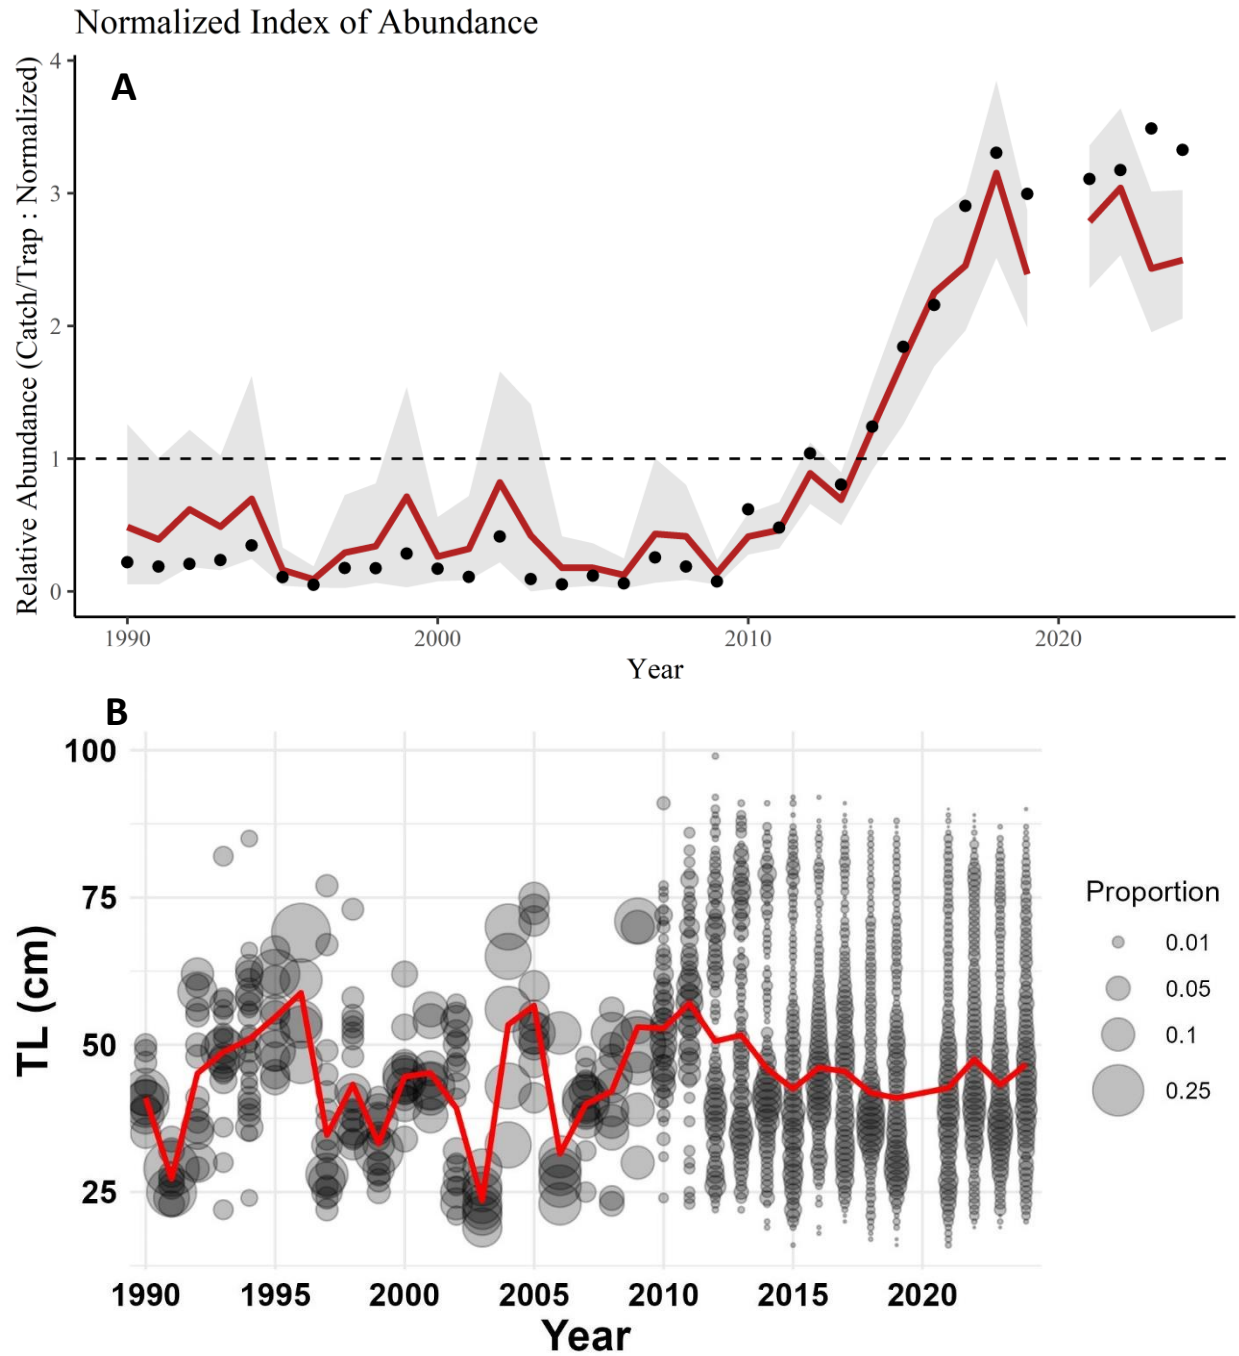 Normalized Index of Abundance
A
Relative Abundance (Catch/Trap : Normalized)
4
3
2
1
0
1990 2000 2010 2020
Year
B
TL (cm)
100
75
50
25
1990 1995 2000 2005 2010 2015 2020
Year
Proportion
0.01
0.05
0.1
0.25